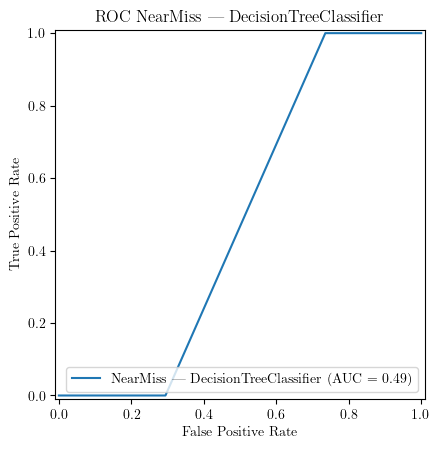 ROC NearMiss — DecisionTreeClassifier
1.0
0.8
0.6
0.4
0.2
0.0
True Positive Rate
NearMiss — DecisionTreeClassifier (AUC = 0.49)
0.0 0.2 0.4 0.6 0.8 1.0
False Positive Rate